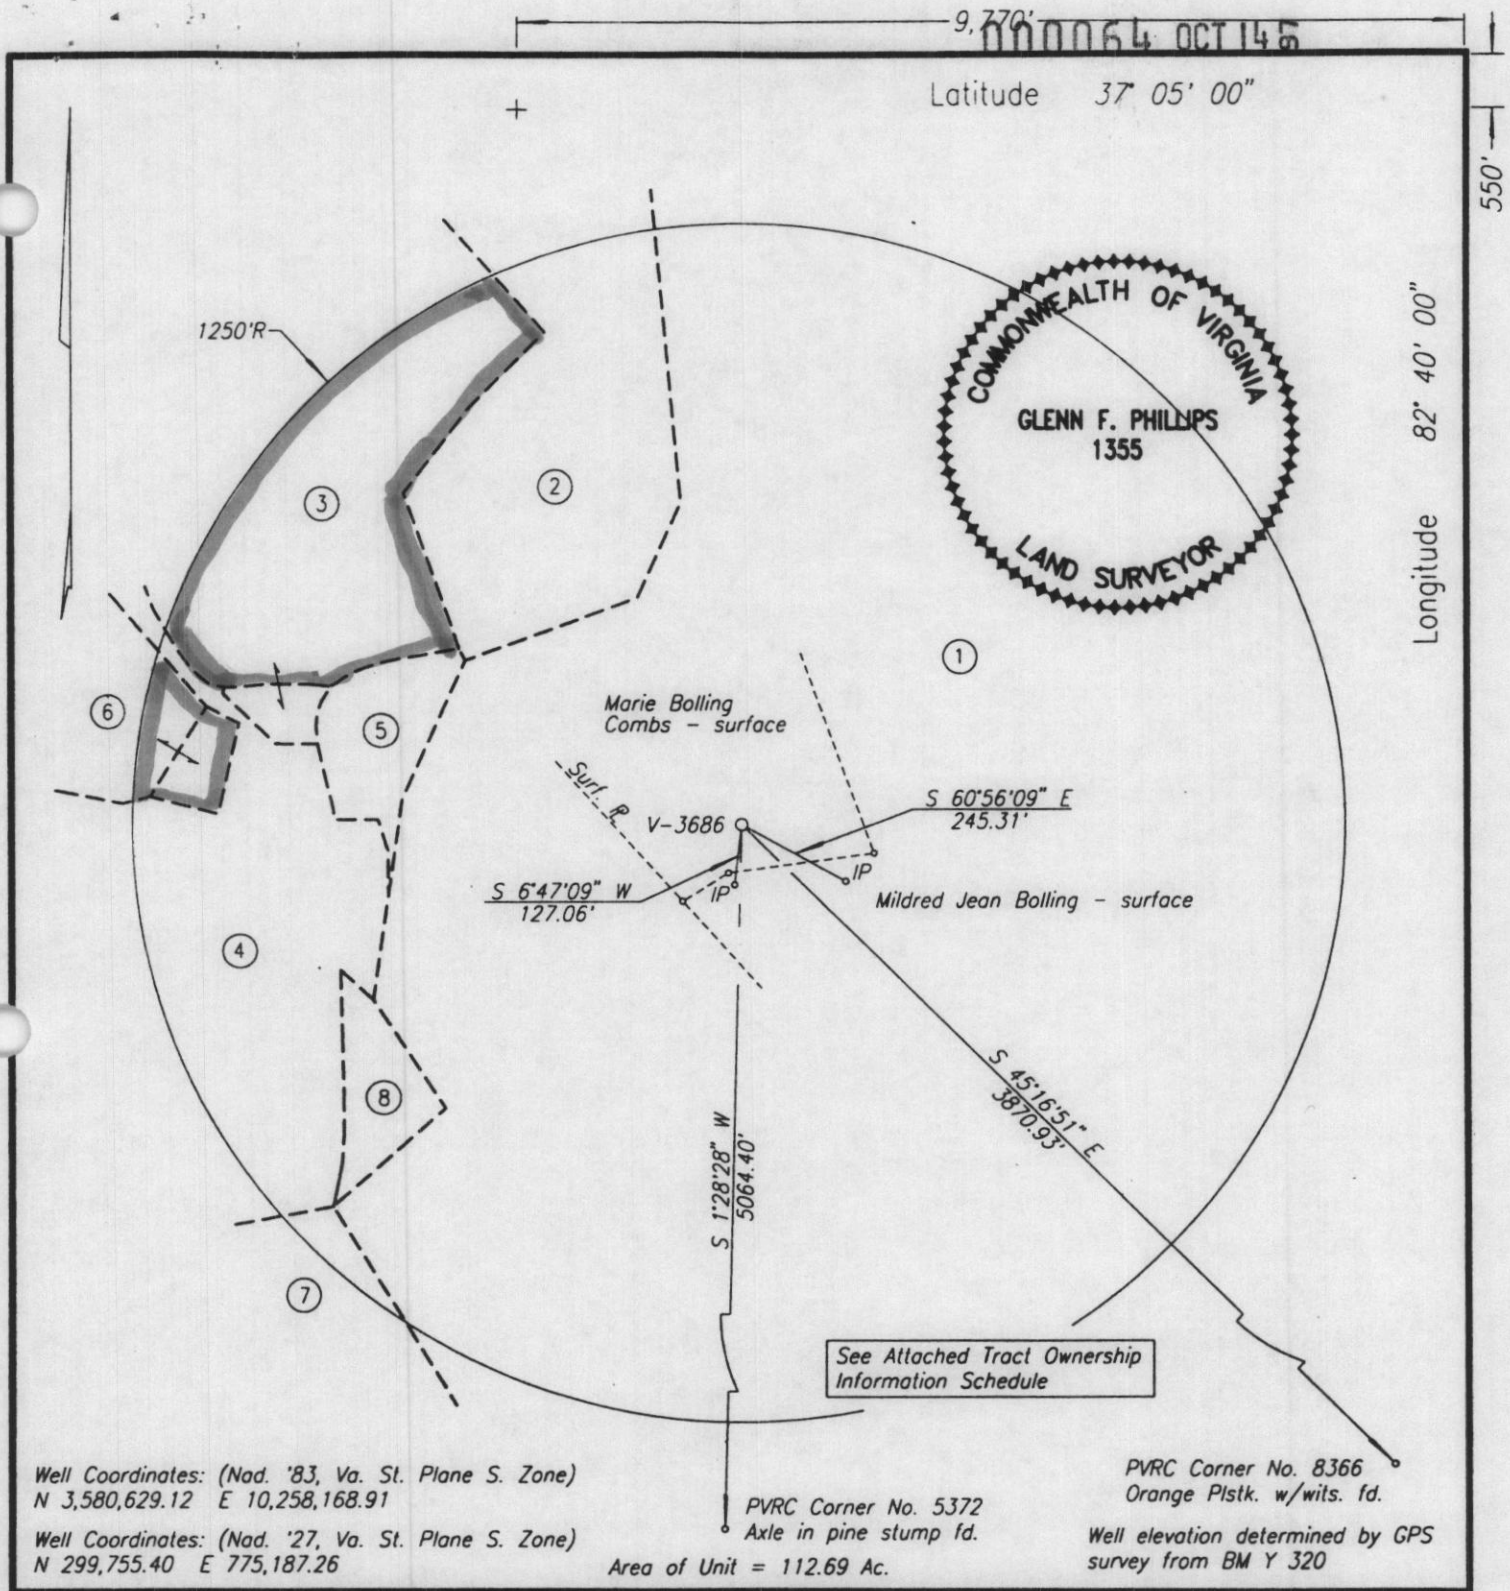 9,770'
000064 OCT 14 95
Latitude 37° 05' 00"
550'
Longitude 82° 40' 00"
1250'R
COMMONWEALTH OF VIRGINIA
GLENN F. PHILLIPS
1355
LAND SURVEYOR
3
2
1
6
5
Marie Bolling
Combs - surface
Surf. ℙ
V-3686
S 60°56'09" E
245.31'
S 6°47'09" W
127.06'
IP
IP
Mildred Jean Bolling - surface
4
8
S 45°16'51" E
3870.93'
S 1°28'28" W
5064.40'
7
See Attached Tract Ownership
Information Schedule
Well Coordinates: (Nad. '83, Va. St. Plane S. Zone)
N 3,580,629.12 E 10,258,168.91
Well Coordinates: (Nad. '27, Va. St. Plane S. Zone)
N 299,755.40 E 775,187.26
PVRC Corner No. 5372
Axle in pine stump fd.
Area of Unit = 112.69 Ac.
PVRC Corner No. 8366
Orange Plstk. w/wits. fd.
Well elevation determined by GPS
survey from BM Y 320